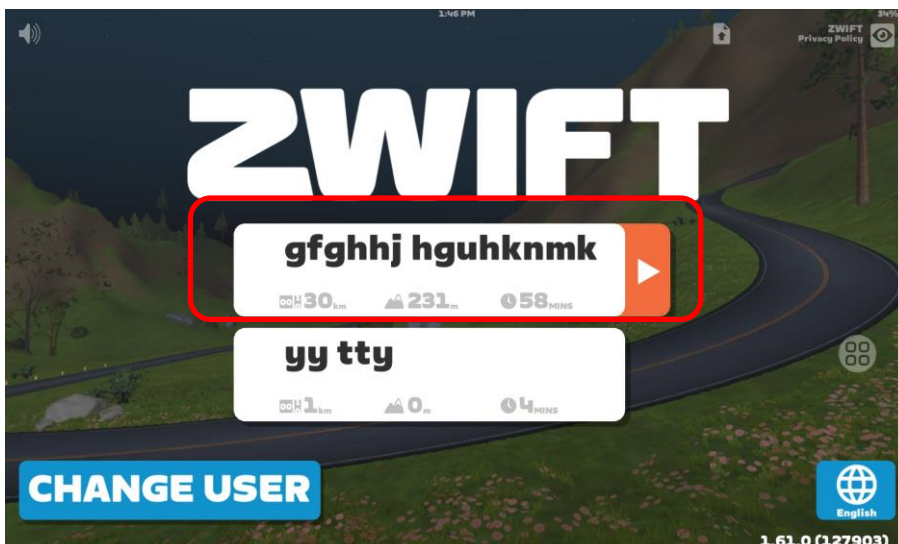 1:46 PM
34%
ZWIFT
Privacy Policy
ZWIFT
gfghhj hguhknmk
30km 231m 58MINS
yy tty
1km 0m 4MINS
CHANGE USER
English
1.61.0 (127903)